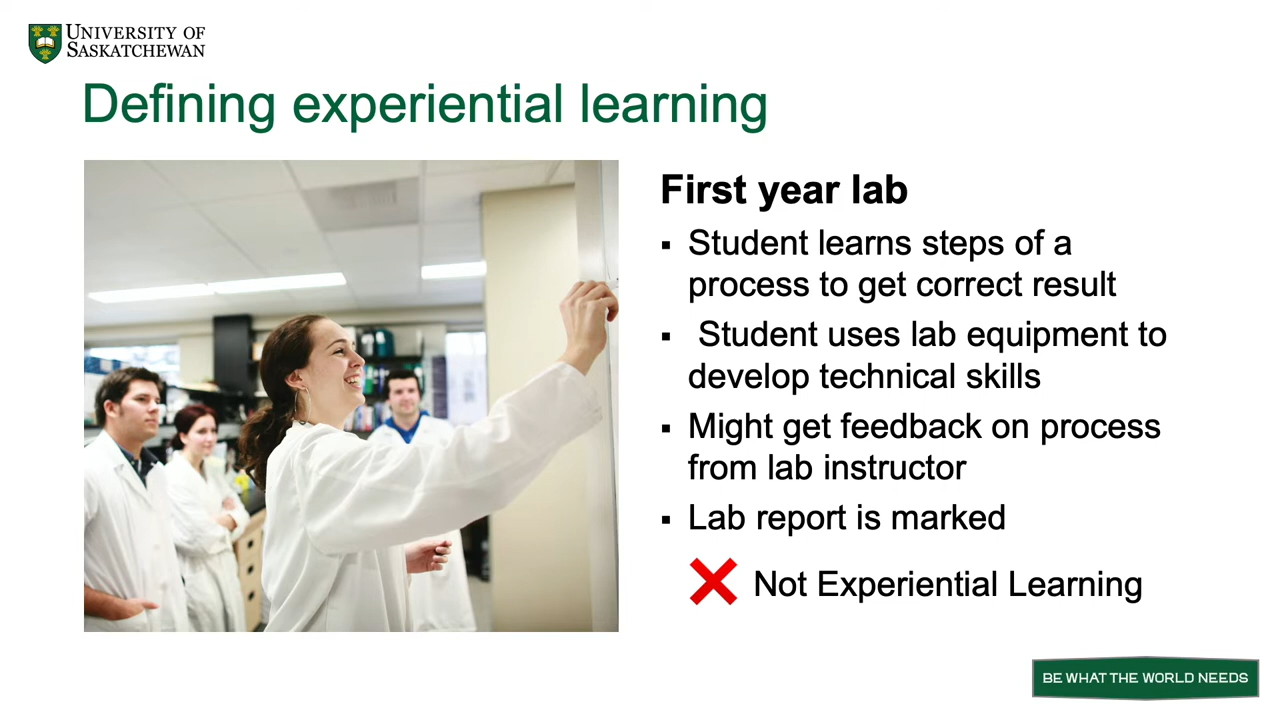 UNIVERSITY OF
SASKATCHEWAN
Defining experiential learning
First year lab
▪ Student learns steps of a
process to get correct result
▪ Student uses lab equipment to
develop technical skills
▪ Might get feedback on process
from lab instructor
▪ Lab report is marked
❌ Not Experiential Learning
BE WHAT THE WORLD NEEDS